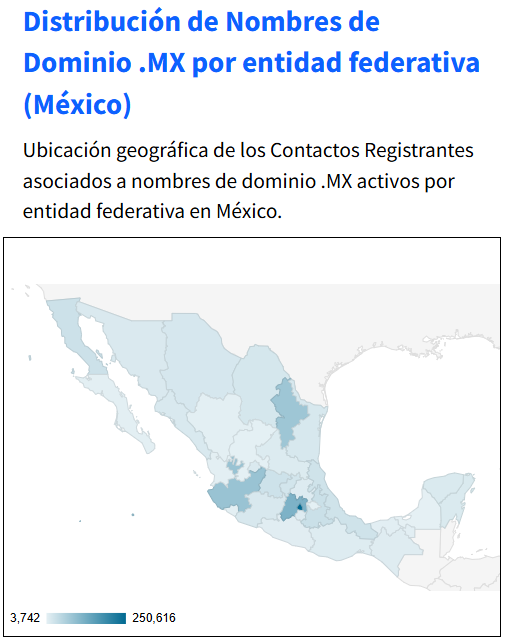 Distribución de Nombres de
Dominio .MX por entidad federativa
(México)
Ubicación geográfica de los Contactos Registrantes
asociados a nombres de dominio .MX activos por
entidad federativa en México.
3,742 250,616